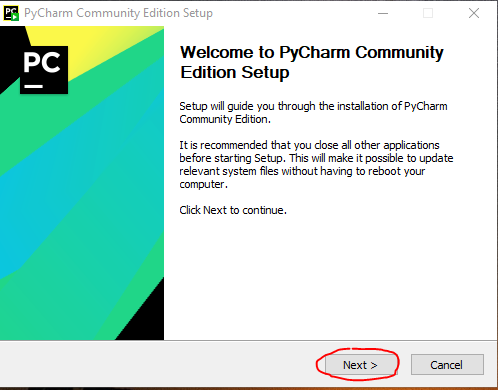 PyCharm Community Edition Setup
PC
Welcome to PyCharm Community
Edition Setup
Setup will guide you through the installation of PyCharm
Community Edition.
It is recommended that you close all other applications
before starting Setup. This will make it possible to update
relevant system files without having to reboot your
computer.
Click Next to continue.
Next >
Cancel